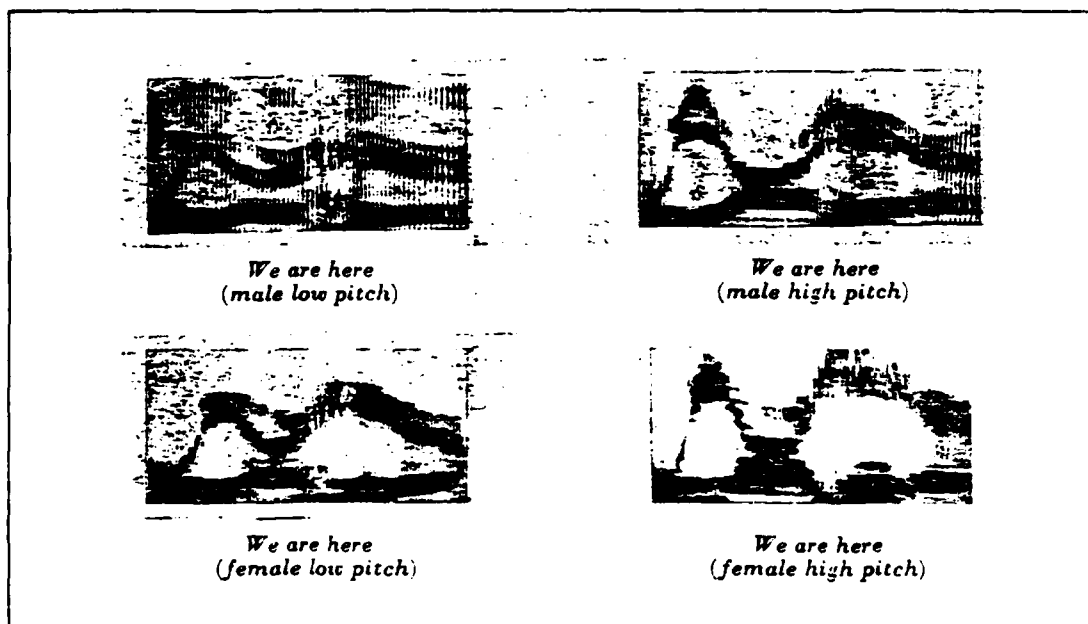 We are here
(male low pitch)
We are here
(male high pitch)
We are here
(female low pitch)
We are here
(female high pitch)